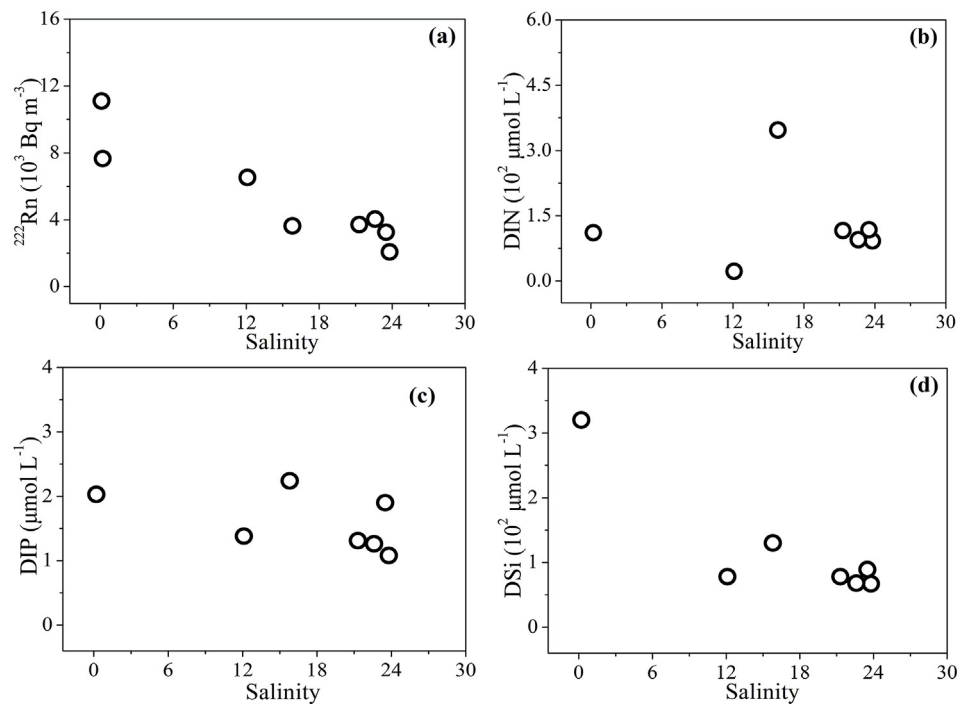 (a)
16
12
8
4
0
²²²Rn (10³ Bq m⁻³)
0 6 12 18 24 30
Salinity
(b)
6.0
4.5
3.0
1.5
0.0
DIN (10² μmol L⁻¹)
0 6 12 18 24 30
Salinity
(c)
4
3
2
1
0
DIP (μmol L⁻¹)
0 6 12 18 24 30
Salinity
(d)
4
3
2
1
0
DSi (10² μmol L⁻¹)
0 6 12 18 24 30
Salinity